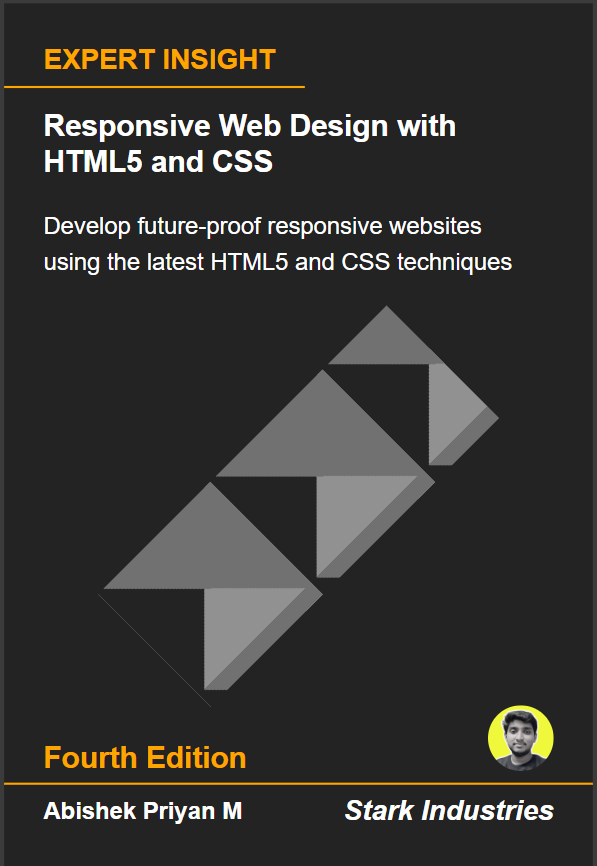 EXPERT INSIGHT
Responsive Web Design with
HTML5 and CSS
Develop future-proof responsive websites
using the latest HTML5 and CSS techniques
Fourth Edition
Abishek Priyan M
Stark Industries